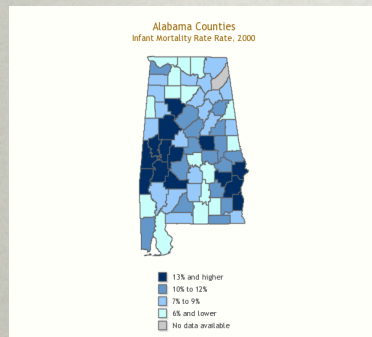 Alabama Counties
Infant Mortality Rate Rate, 2000
13% and higher
10% to 12%
7% to 9%
6% and lower
No data available